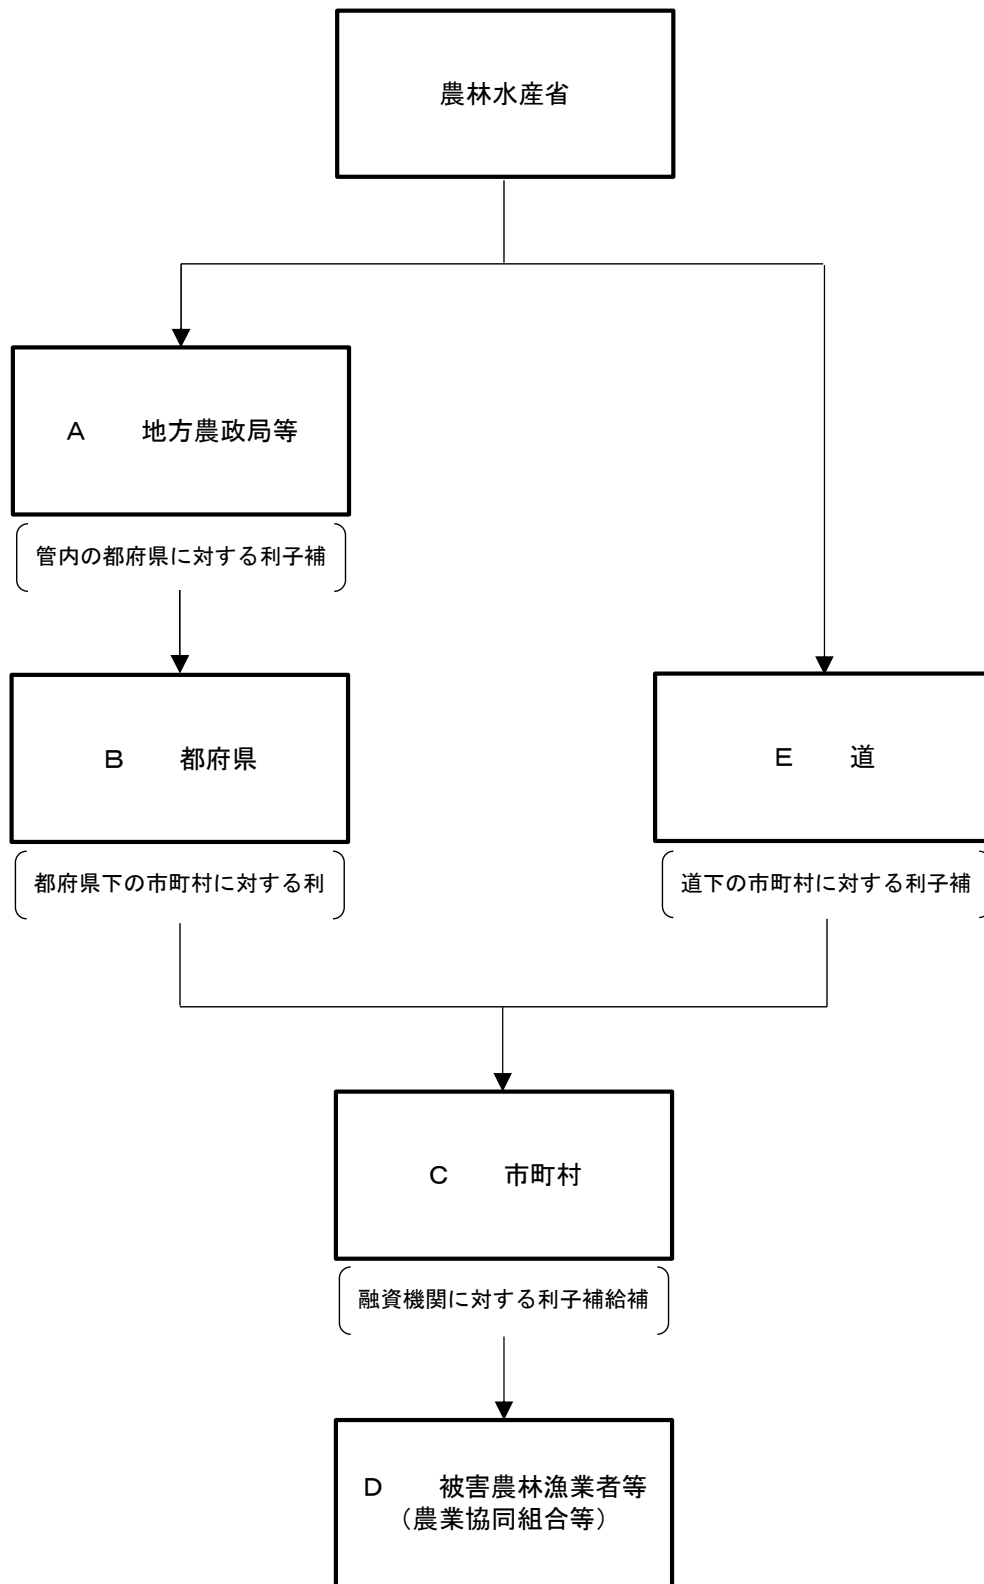 農林水産省
A 地方農政局等
管内の都府県に対する利子補
B 都府県
E 道
都府県下の市町村に対する利
道下の市町村に対する利子補
C 市町村
融資機関に対する利子補給補
D 被害農林漁業者等
（農業協同組合等）